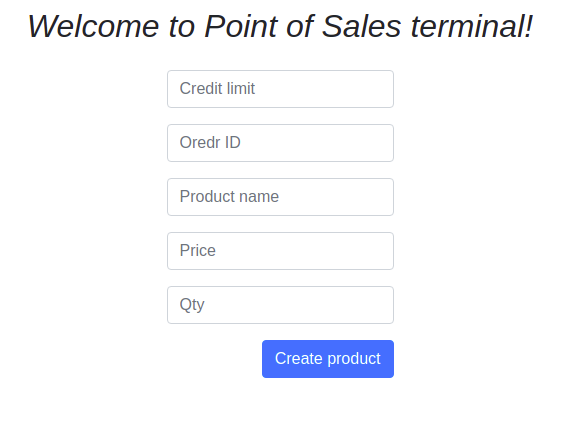 Welcome to Point of Sales terminal!
Credit limit
Oredr ID
Product name
Price
Qty
Create product